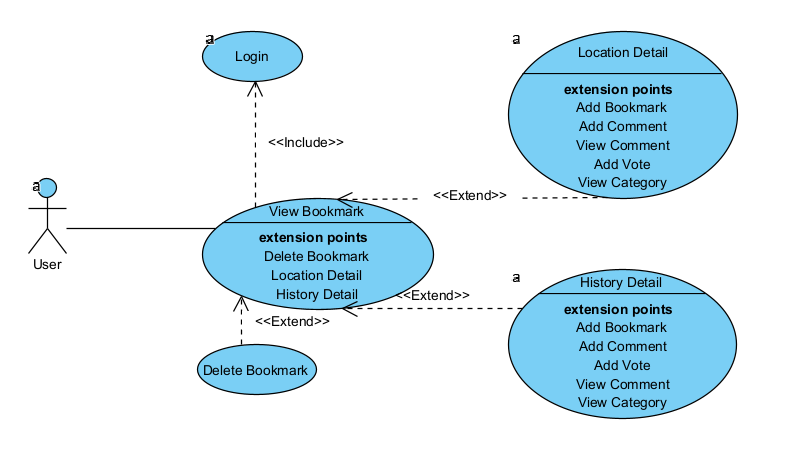 a
Login
<<Include>>
a
Location Detail
extension points
Add Bookmark
Add Comment
View Comment
Add Vote
View Category
<<Extend>>
a
User
View Bookmark
extension points
Delete Bookmark
Location Detail
History Detail
<<Extend>>
<<Extend>>
Delete Bookmark
a
History Detail
extension points
Add Bookmark
Add Comment
Add Vote
View Comment
View Category